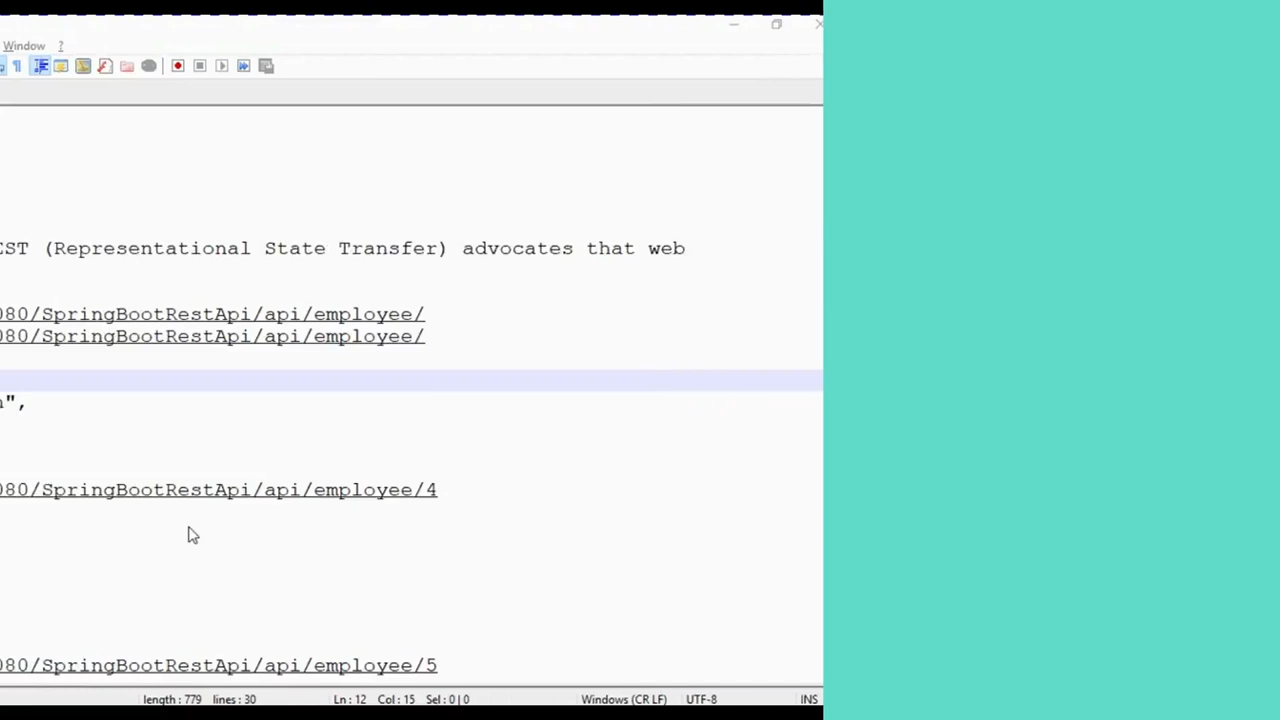 Window ?
EST (Representational State Transfer) advocates that web
080/SpringBootRestApi/api/employee/
080/SpringBootRestApi/api/employee/
",
080/SpringBootRestApi/api/employee/4
080/SpringBootRestApi/api/employee/5
length : 779 lines : 30 Ln : 12 Col : 15 Sel : 0 | 0 Windows (CR LF) UTF-8 INS